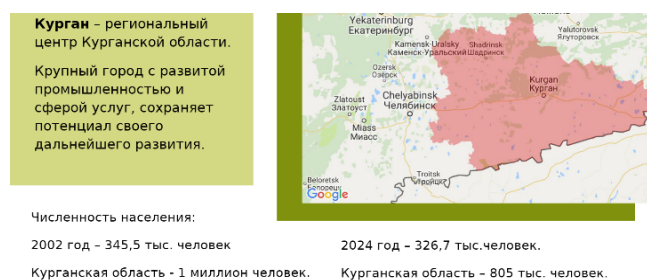 Курган – региональный
центр Курганской области.
Крупный город с развитой
промышленностью и
сферой услуг, сохраняет
потенциал своего
дальнейшего развития.
Yekaterinburg
Екатеринбург
Kamensk-Uralsky
Каменск-Уральский
Shadrinsk
Шадринск
Yalutorovsk
Ялуторовск
Ozersk
Озёрск
Kurgan
Курган
Chelyabinsk
Челябинск
Zlatoust
Златоуст
Miass
Миасс
Troitsk
Троицк
Beloretsk
Белорецк
Google
Численность населения:
2002 год – 345,5 тыс. человек
Курганская область - 1 миллион человек.
2024 год – 326,7 тыс.человек.
Курганская область – 805 тыс. человек.